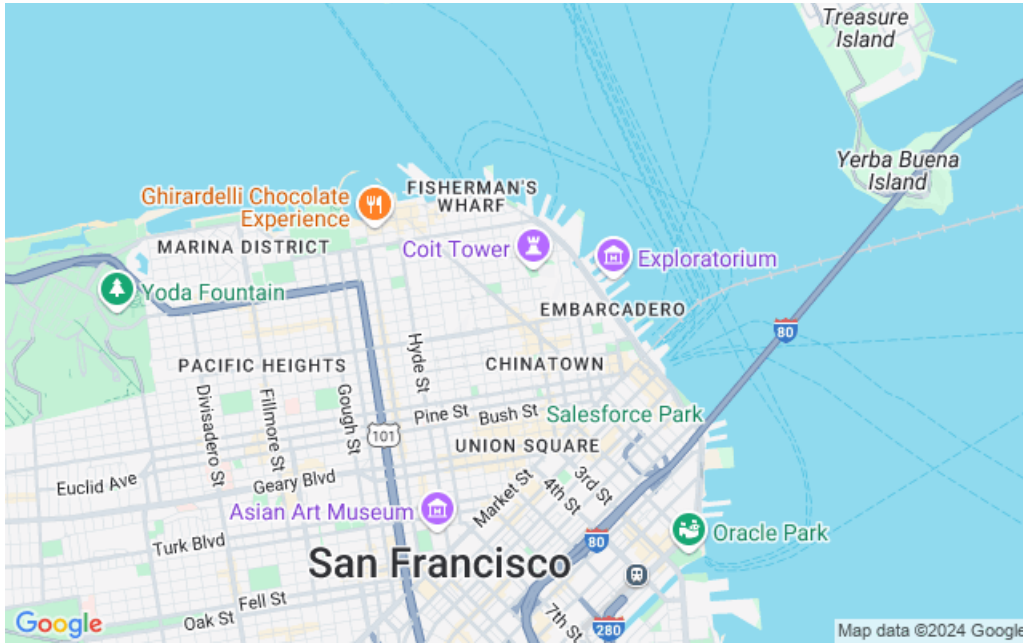 Treasure
Island
Yerba Buena
Island
Ghirardelli Chocolate
Experience
FISHERMAN'S
WHARF
MARINA DISTRICT
Coit Tower
Exploratorium
Yoda Fountain
EMBARCADERO
80
PACIFIC HEIGHTS
Hyde St
CHINATOWN
Divisadero St
Fillmore St
Gough St
Pine St
Bush St
Salesforce Park
101
UNION SQUARE
Euclid Ave
Geary Blvd
Market St
4th St
3rd St
Asian Art Museum
Turk Blvd
80
Oracle Park
San Francisco
Fell St
Oak St
7th St
280
Google
Map data ©2024 Google